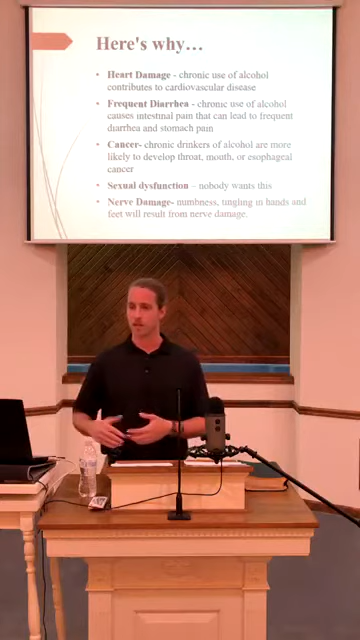 Here's why…
• Heart Damage - chronic use of alcohol
contributes to cardiovascular disease
• Frequent Diarrhea - chronic use of alcohol
causes intestinal pain that can lead to frequent
diarrhea and stomach pain
• Cancer- chronic drinkers of alcohol are more
likely to develop throat, mouth, or esophageal
cancer
• Sexual dysfunction – nobody wants this
• Nerve Damage- numbness, tingling in hands and
feet will result from nerve damage.